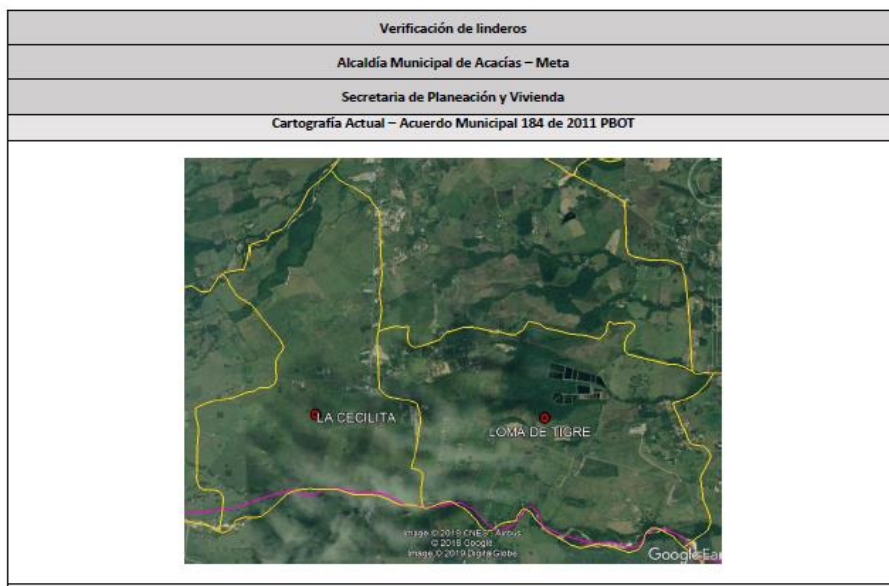 Verificación de linderos
Alcaldía Municipal de Acacías – Meta
Secretaria de Planeación y Vivienda
Cartografía Actual – Acuerdo Municipal 184 de 2011 PBOT
LA CECILITA
LOMA DE TIGRE
Image © 2019 CNES / Airbus
© 2018 Google
Image © 2019 DigitalGlobe
Google Ear